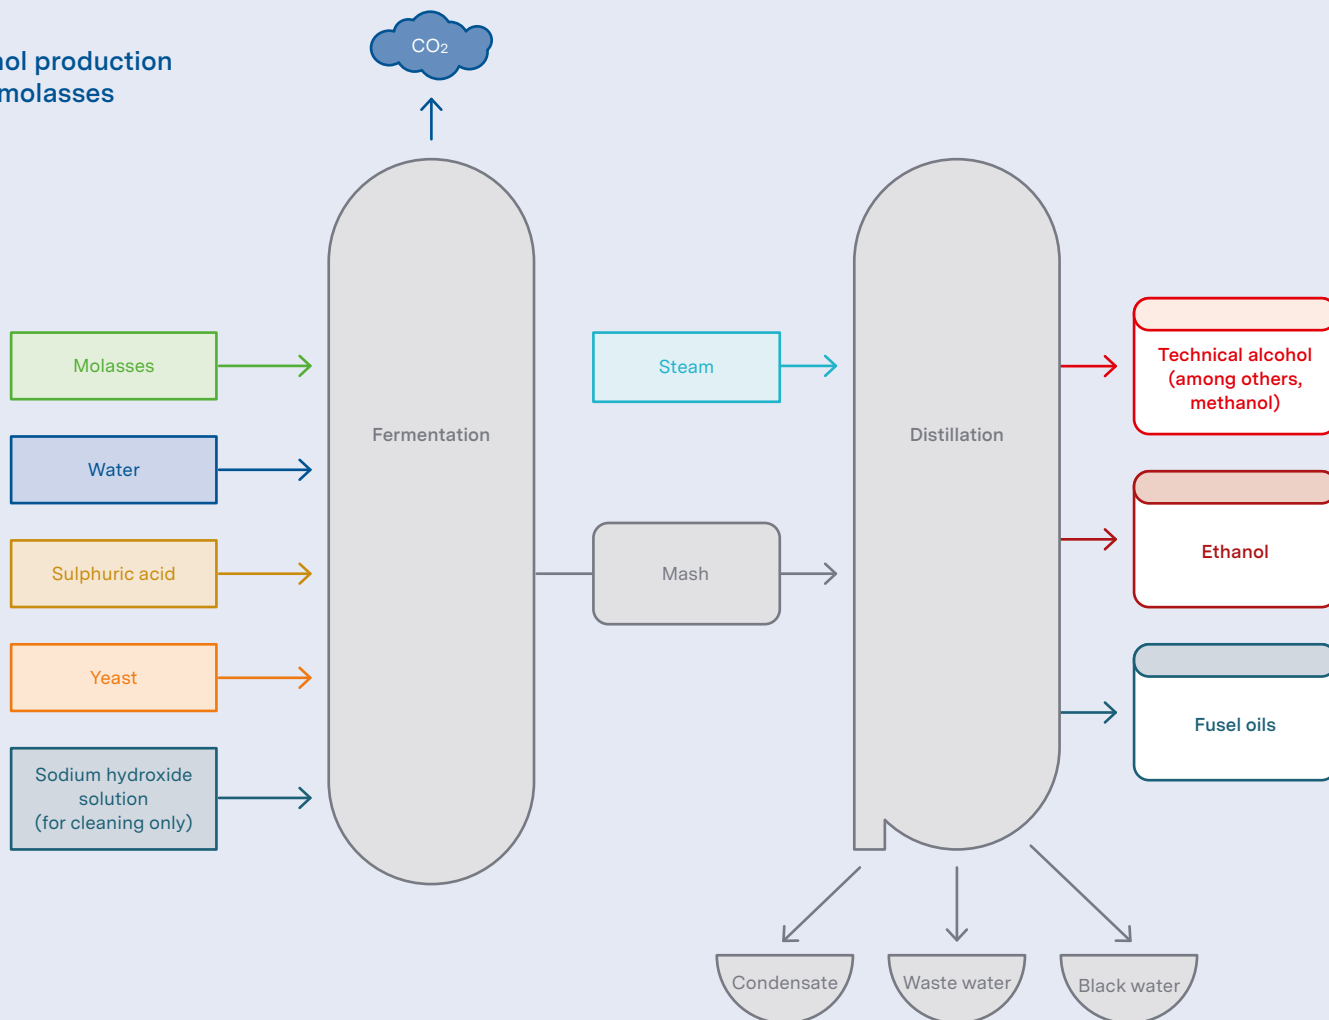 nol production
molasses
CO₂
Molasses
Water
Sulphuric acid
Yeast
Sodium hydroxide
solution
(for cleaning only)
Fermentation
Steam
Mash
Distillation
Technical alcohol
(among others,
methanol)
Ethanol
Fusel oils
Condensate
Waste water
Black water